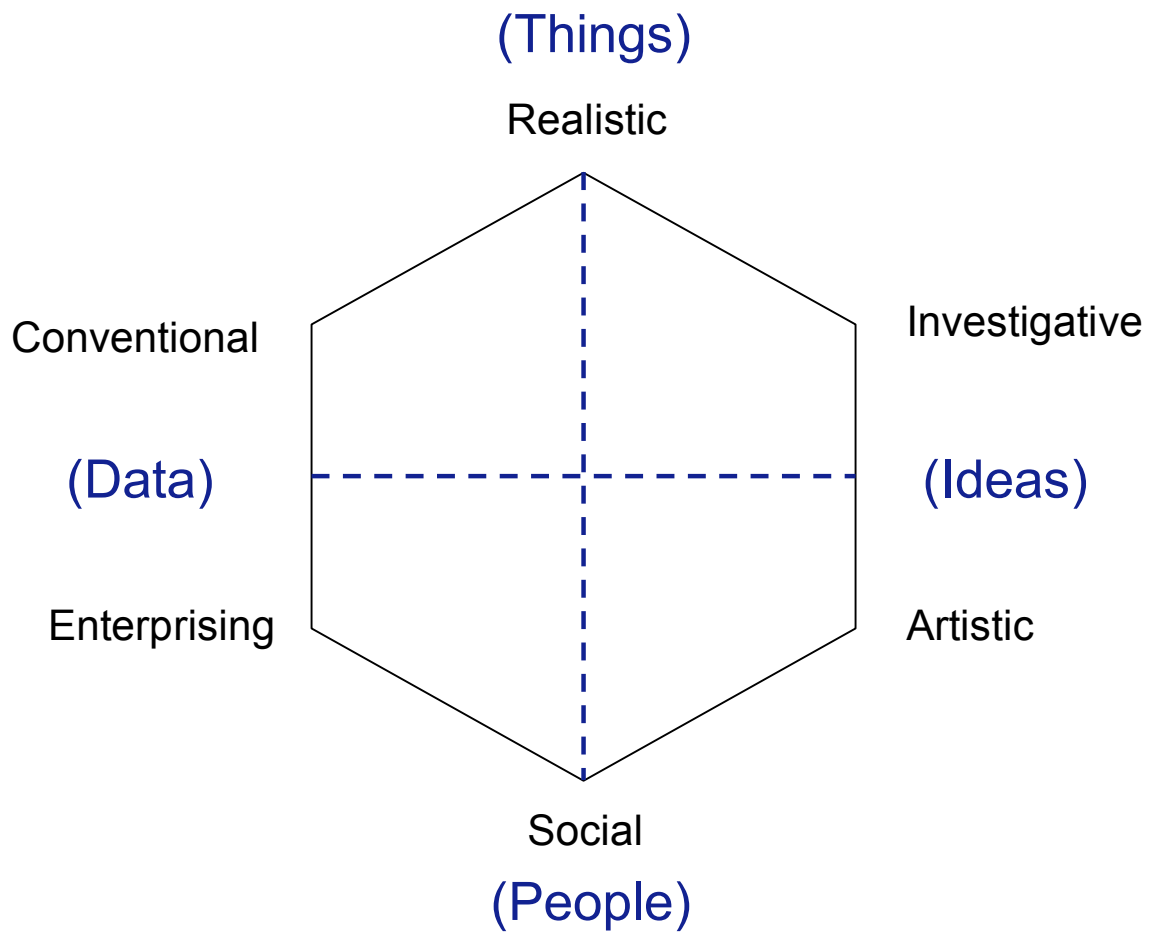 (Things)
Realistic
Conventional
Investigative
(Data)
(Ideas)
Enterprising
Artistic
Social
(People)